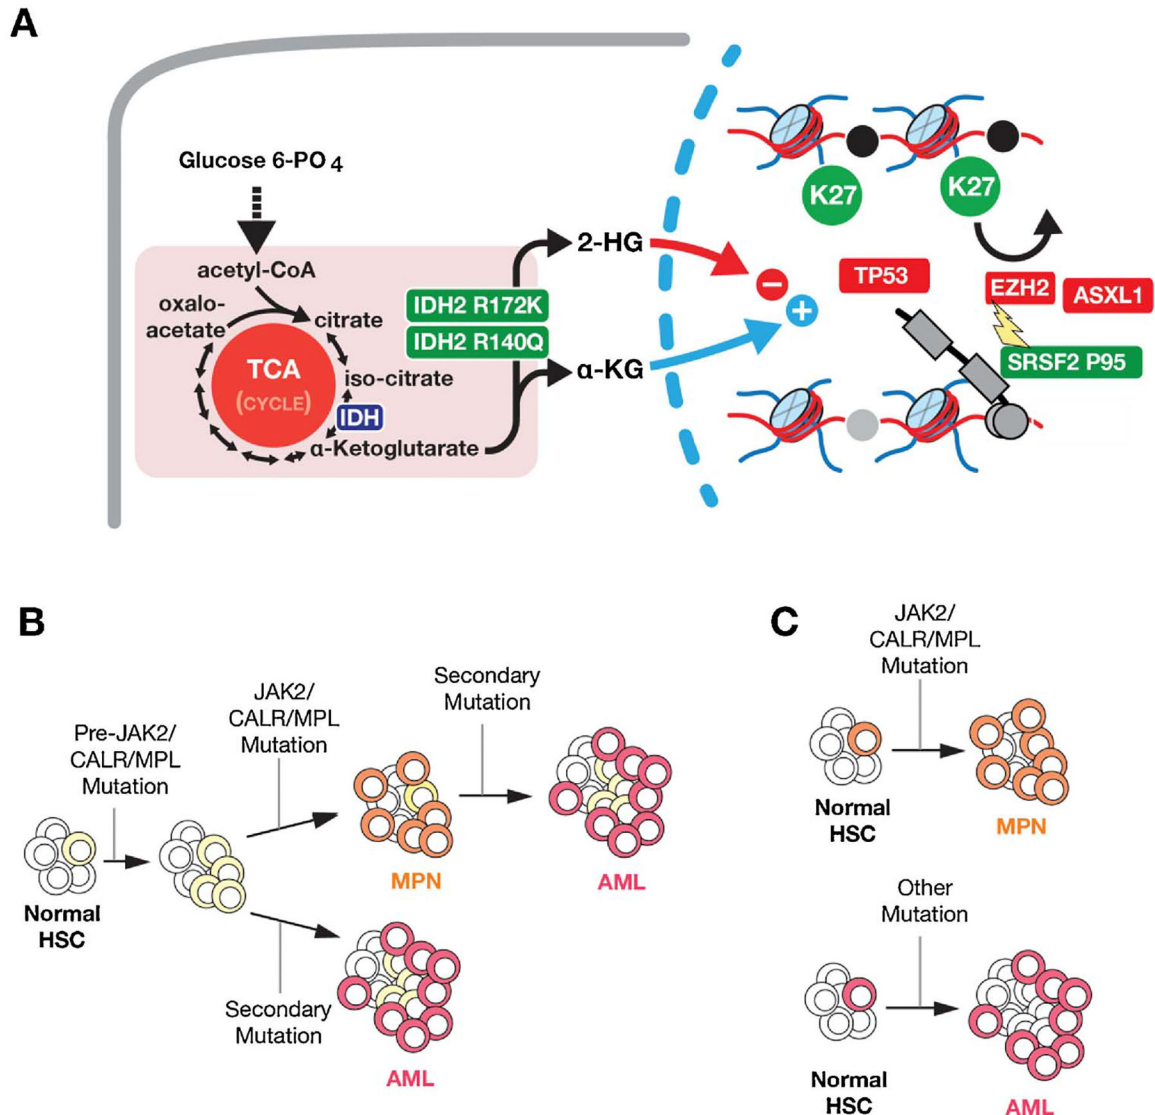 A
Glucose 6-PO 4
acetyl-CoA
oxalo-
acetate
citrate
TCA
(CYCLE)
iso-citrate
IDH
α-Ketoglutarate
IDH2 R172K
IDH2 R140Q
2-HG
α-KG
−
+
K27
K27
TP53
EZH2
ASXL1
SRSF2 P95
B
Pre-JAK2/
CALR/MPL
Mutation
JAK2/
CALR/MPL
Mutation
Secondary
Mutation
Normal
HSC
MPN
AML
Secondary
Mutation
AML
C
JAK2/
CALR/MPL
Mutation
Normal
HSC
MPN
Other
Mutation
Normal
HSC
AML